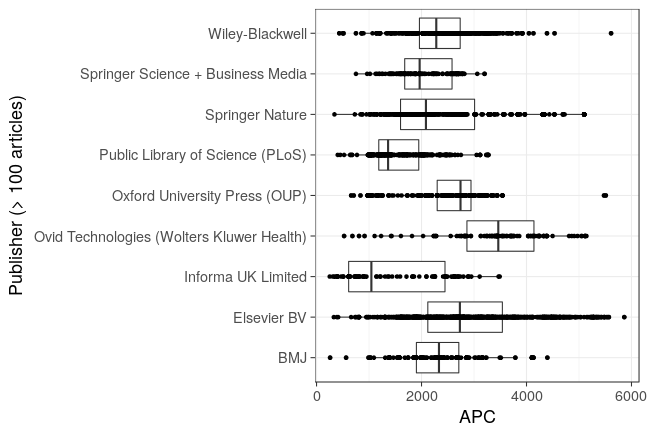 Publisher (> 100 articles)
Wiley-Blackwell
Springer Science + Business Media
Springer Nature
Public Library of Science (PLoS)
Oxford University Press (OUP)
Ovid Technologies (Wolters Kluwer Health)
Informa UK Limited
Elsevier BV
BMJ
0 2000 4000 6000
APC